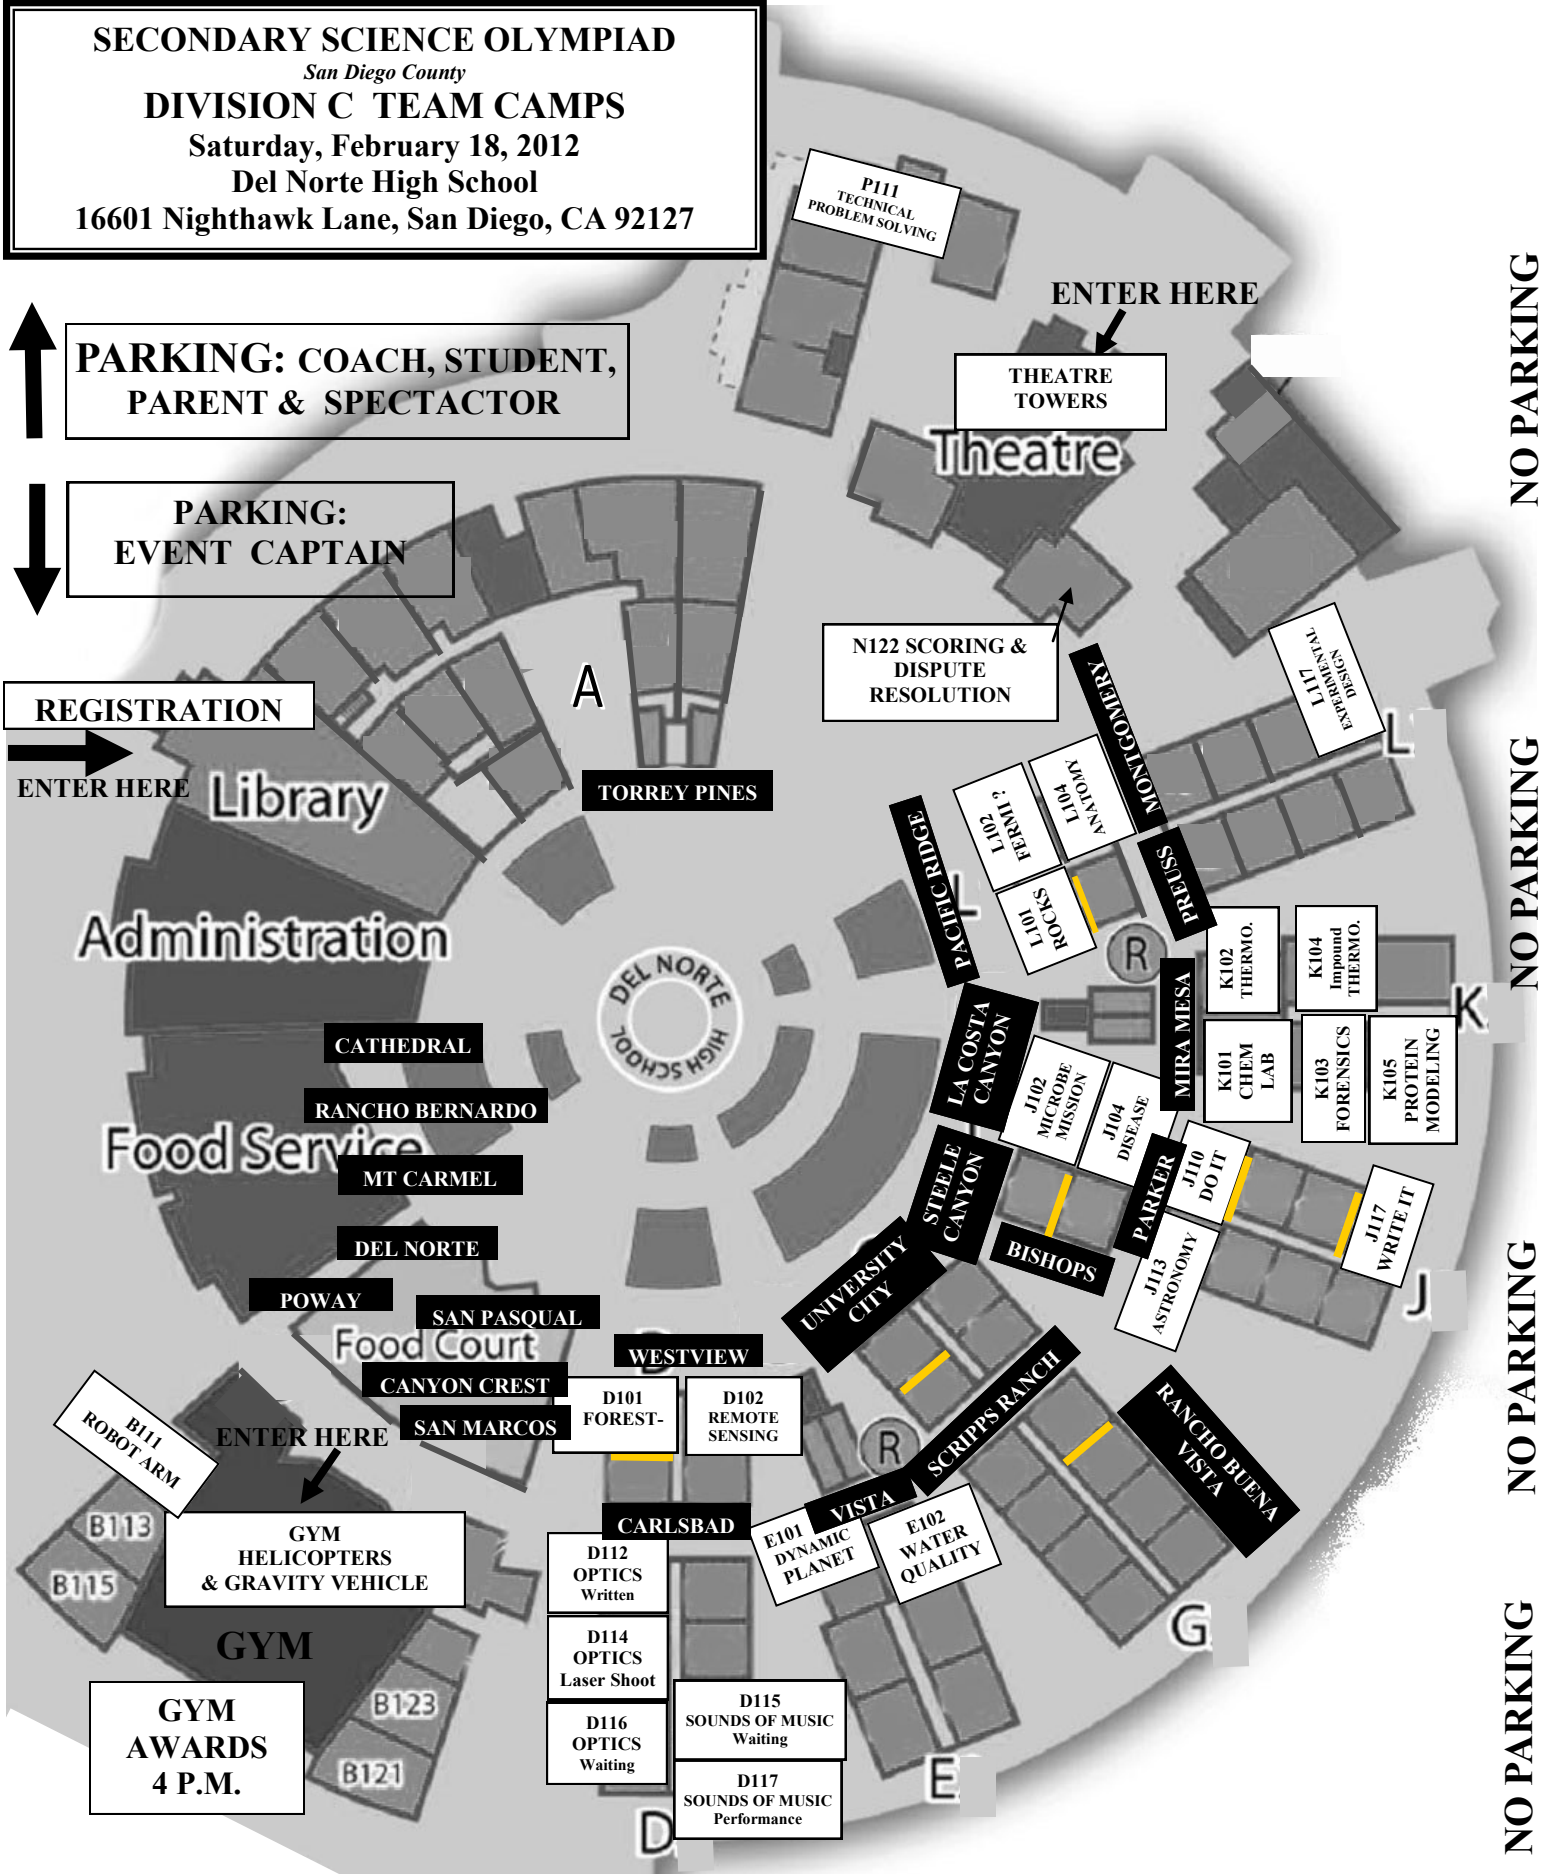 SECONDARY SCIENCE OLYMPIAD
San Diego County
DIVISION C TEAM CAMPS
Saturday, February 18, 2012
Del Norte High School
16601 Nighthawk Lane, San Diego, CA 92127
P111
TECHNICAL
PROBLEM SOLVING
ENTER HERE
THEATRE
TOWERS
Theatre
NO PARKING
PARKING: COACH, STUDENT,
PARENT & SPECTACTOR
PARKING:
EVENT CAPTAIN
N122 SCORING &
DISPUTE
RESOLUTION
REGISTRATION
ENTER HERE
Library
A
TORREY PINES
MONTGOMERY
L117
EXPERIMENTAL
DESIGN
L
L102
FERMI ?
L104
ANATOMY
L101
ROCKS
PREUSS
PACIFIC RIDGE
L
NO PARKING
Administration
DEL NORTE
HIGH SCHOOL
R
K102
THERMO.
K104
Impound
THERMO.
K
MIRA MESA
K101
CHEM
LAB
K103
FORENSICS
K105
PROTEIN
MODELING
LA COSTA
CANYON
J102
MICROBE
MISSION
J104
DISEASE
CATHEDRAL
RANCHO BERNARDO
Food Service
MT CARMEL
DEL NORTE
POWAY
SAN PASQUAL
Food Court
CANYON CREST
SAN MARCOS
STEELE
CANYON
PARKER
J110
DO IT
J117
WRITE IT
J113
ASTRONOMY
BISHOPS
J
NO PARKING
UNIVERSITY
CITY
WESTVIEW
D101
FOREST-
D102
REMOTE
SENSING
R
SCRIPPS RANCH
RANCHO BUENA
VISTA
VISTA
CARLSBAD
E101
DYNAMIC
PLANET
E102
WATER
QUALITY
G
B111
ROBOT ARM
ENTER HERE
B113
B115
GYM
HELICOPTERS
& GRAVITY VEHICLE
GYM
B123
B121
GYM
AWARDS
4 P.M.
D112
OPTICS
Written
D114
OPTICS
Laser Shoot
D116
OPTICS
Waiting
D115
SOUNDS OF MUSIC
Waiting
D117
SOUNDS OF MUSIC
Performance
D
E
NO PARKING